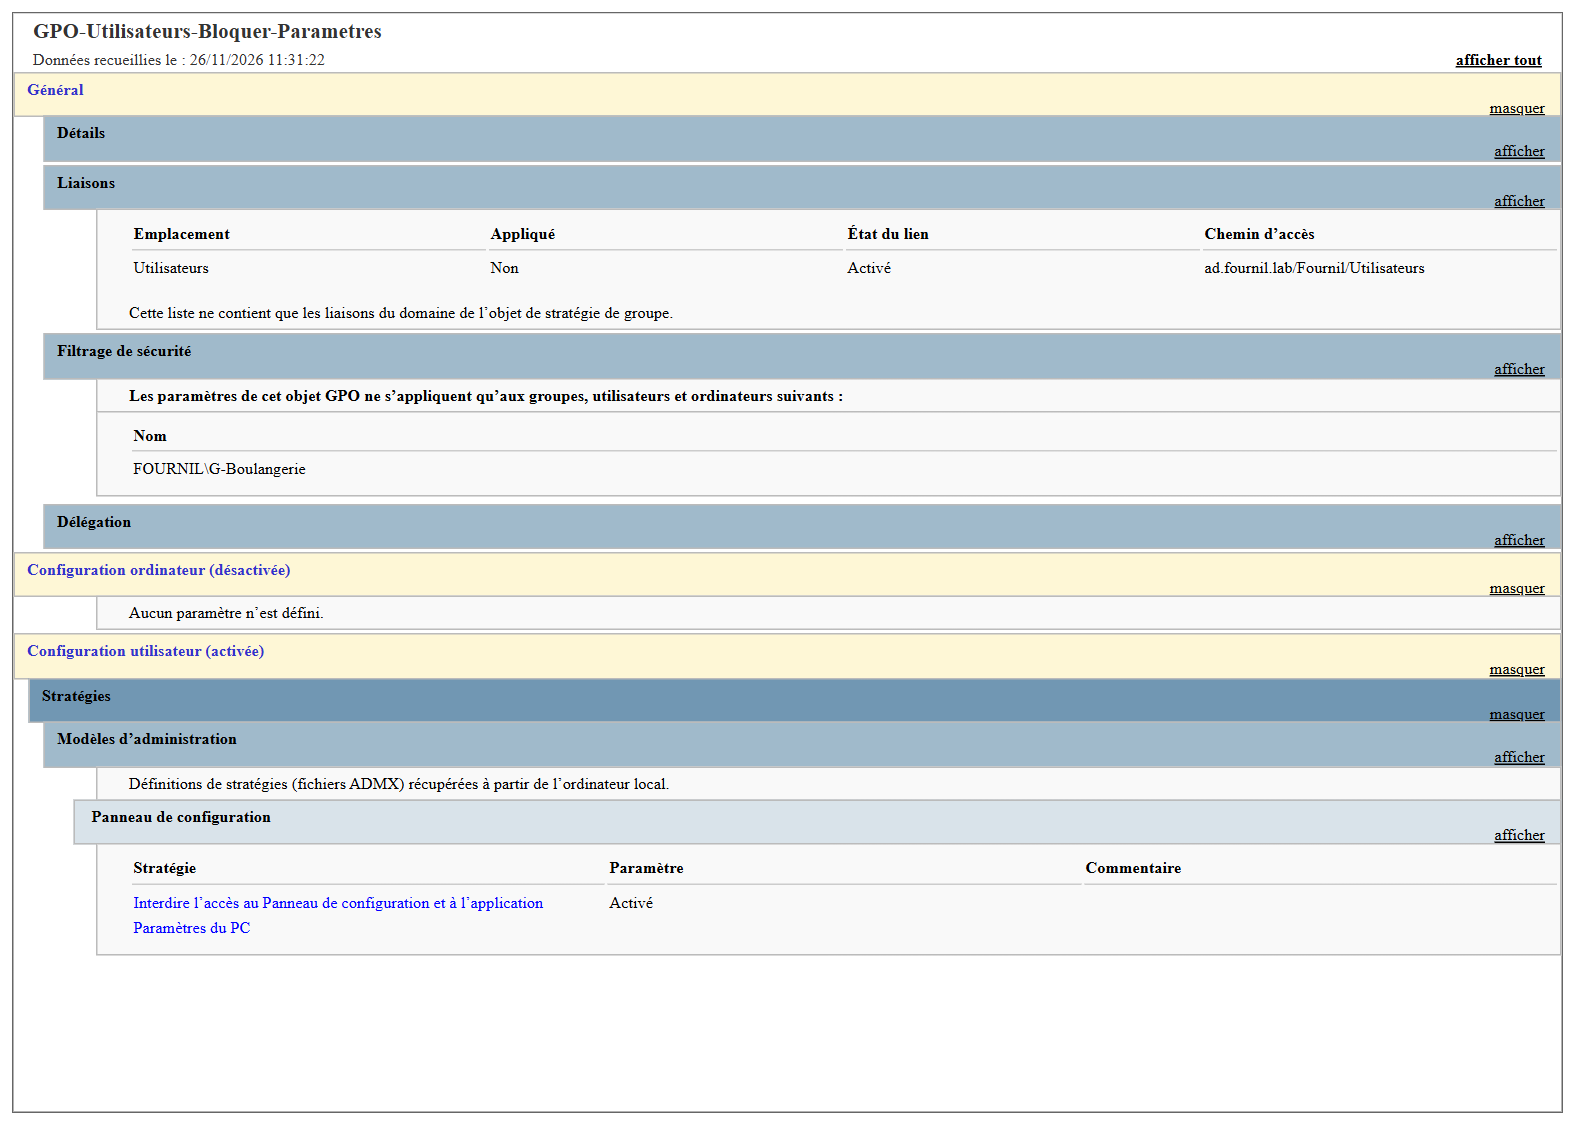 GPO-Utilisateurs-Bloquer-Parametres
Données recueillies le : 26/11/2026 11:31:22
afficher tout
Général
masquer
Détails
afficher
Liaisons
afficher
Emplacement Appliqué État du lien Chemin d’accès
Utilisateurs Non Activé ad.fournil.lab/Fournil/Utilisateurs
Cette liste ne contient que les liaisons du domaine de l’objet de stratégie de groupe.
Filtrage de sécurité
afficher
Les paramètres de cet objet GPO ne s’appliquent qu’aux groupes, utilisateurs et ordinateurs suivants :
Nom
FOURNIL\G-Boulangerie
Délégation
afficher
Configuration ordinateur (désactivée)
masquer
Aucun paramètre n’est défini.
Configuration utilisateur (activée)
masquer
Stratégies
masquer
Modèles d’administration
afficher
Définitions de stratégies (fichiers ADMX) récupérées à partir de l’ordinateur local.
Panneau de configuration
afficher
Stratégie Paramètre Commentaire
Interdire l’accès au Panneau de configuration et à l’application Activé
Paramètres du PC